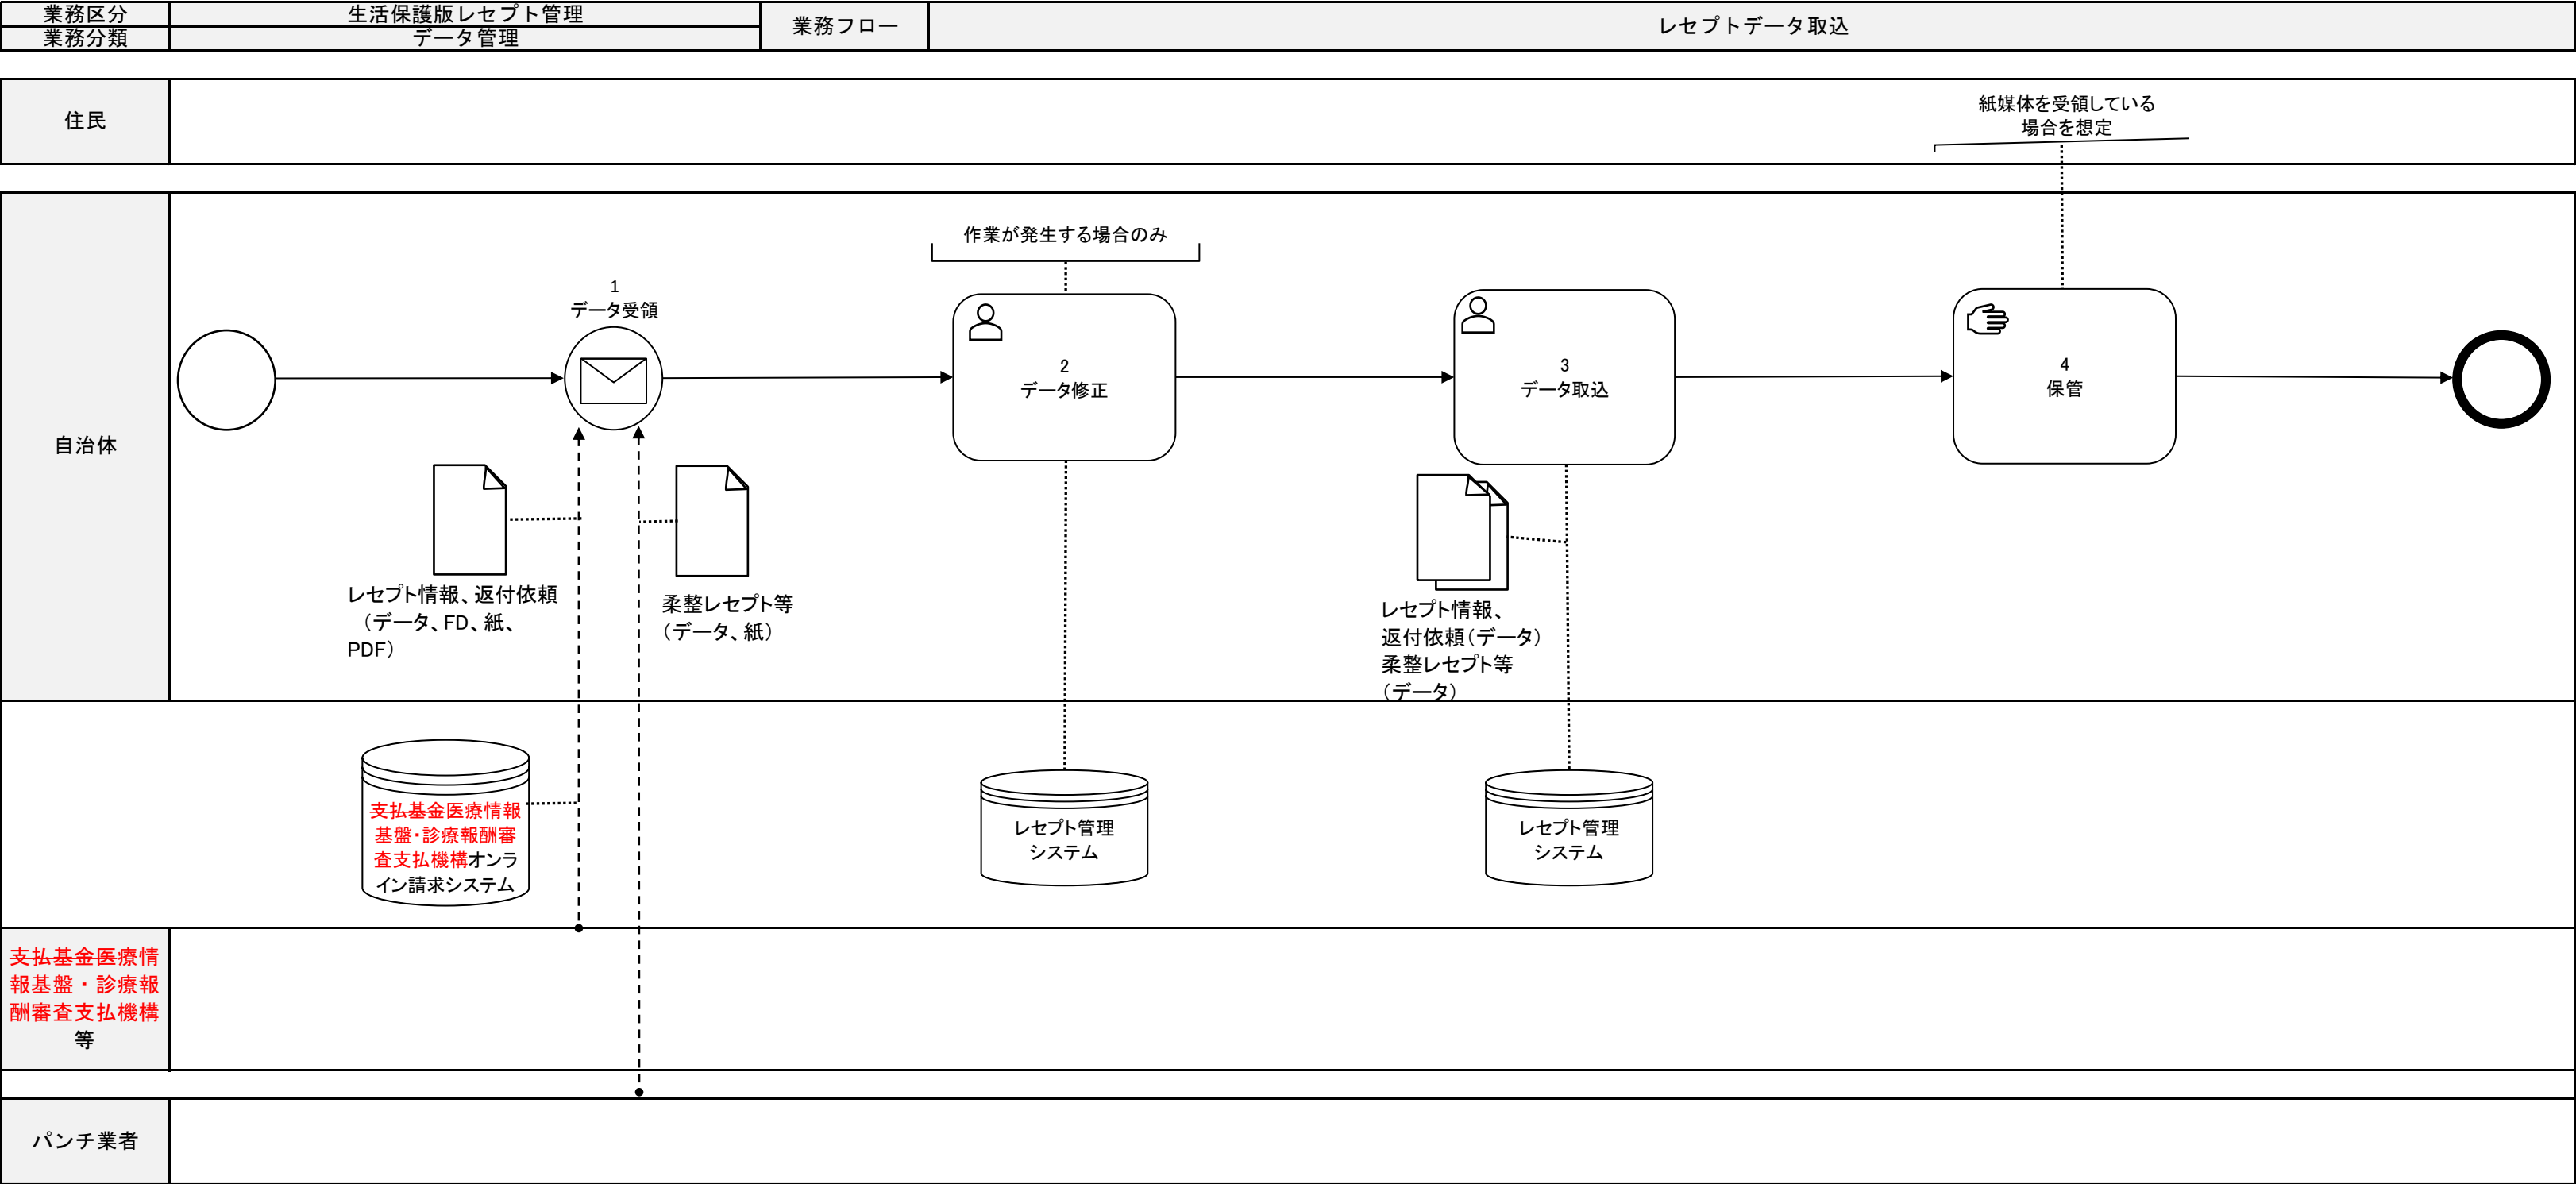 業務区分
生活保護版レセプト管理
業務分類
データ管理
業務フロー
レセプトデータ取込
住民
紙媒体を受領している
場合を想定
自治体
作業が発生する場合のみ
1
データ受領
2
データ修正
3
データ取込
4
保管
レセプト情報、返付依頼
(データ、FD、紙、
PDF)
柔整レセプト等
(データ、紙)
レセプト情報、
返付依頼(データ)
柔整レセプト等
(データ)
支払基金医療情報
基盤・診療報酬審
査支払機構オンラ
イン請求システム
レセプト管理
システム
レセプト管理
システム
支払基金医療情
報基盤・診療報
酬審査支払機構
等
パンチ業者